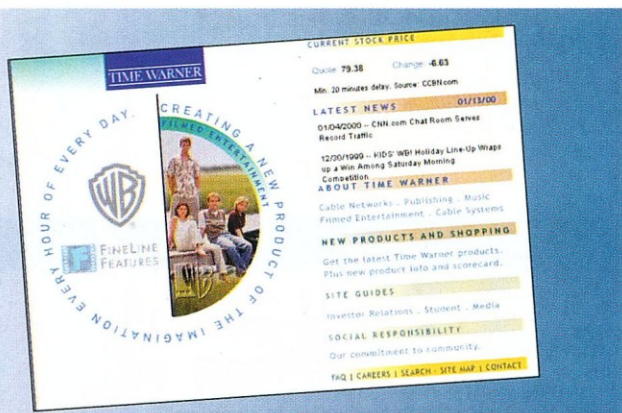 TIME WARNER
CREATING A NEW PRODUCT OF THE IMAGINATION EVERY HOUR OF EVERY DAY.
FILMED ENTERTAINMENT
WB
FINELINE
FEATURES
CURRENT STOCK PRICE
Quote 79.38 Change -6.63
Min. 20 minutes delay. Source: CCBN.com
LATEST NEWS 01/13/00
01/04/2000 -- CNN.com Chat Room Serves
Record Traffic
12/20/1999 -- KIDS' WB! Holiday Line-Up Wraps
up a Win Among Saturday Morning
Competition
ABOUT TIME WARNER
Cable Networks . Publishing . Music
Filmed Entertainment . Cable Systems
NEW PRODUCTS AND SHOPPING
Get the latest Time Warner products.
Plus new product info and scorecard.
SITE GUIDES
Investor Relations . Student . Media
SOCIAL RESPONSIBILITY
Our commitment to community.
FAQ | CAREERS | SEARCH - SITE MAP | CONTACT